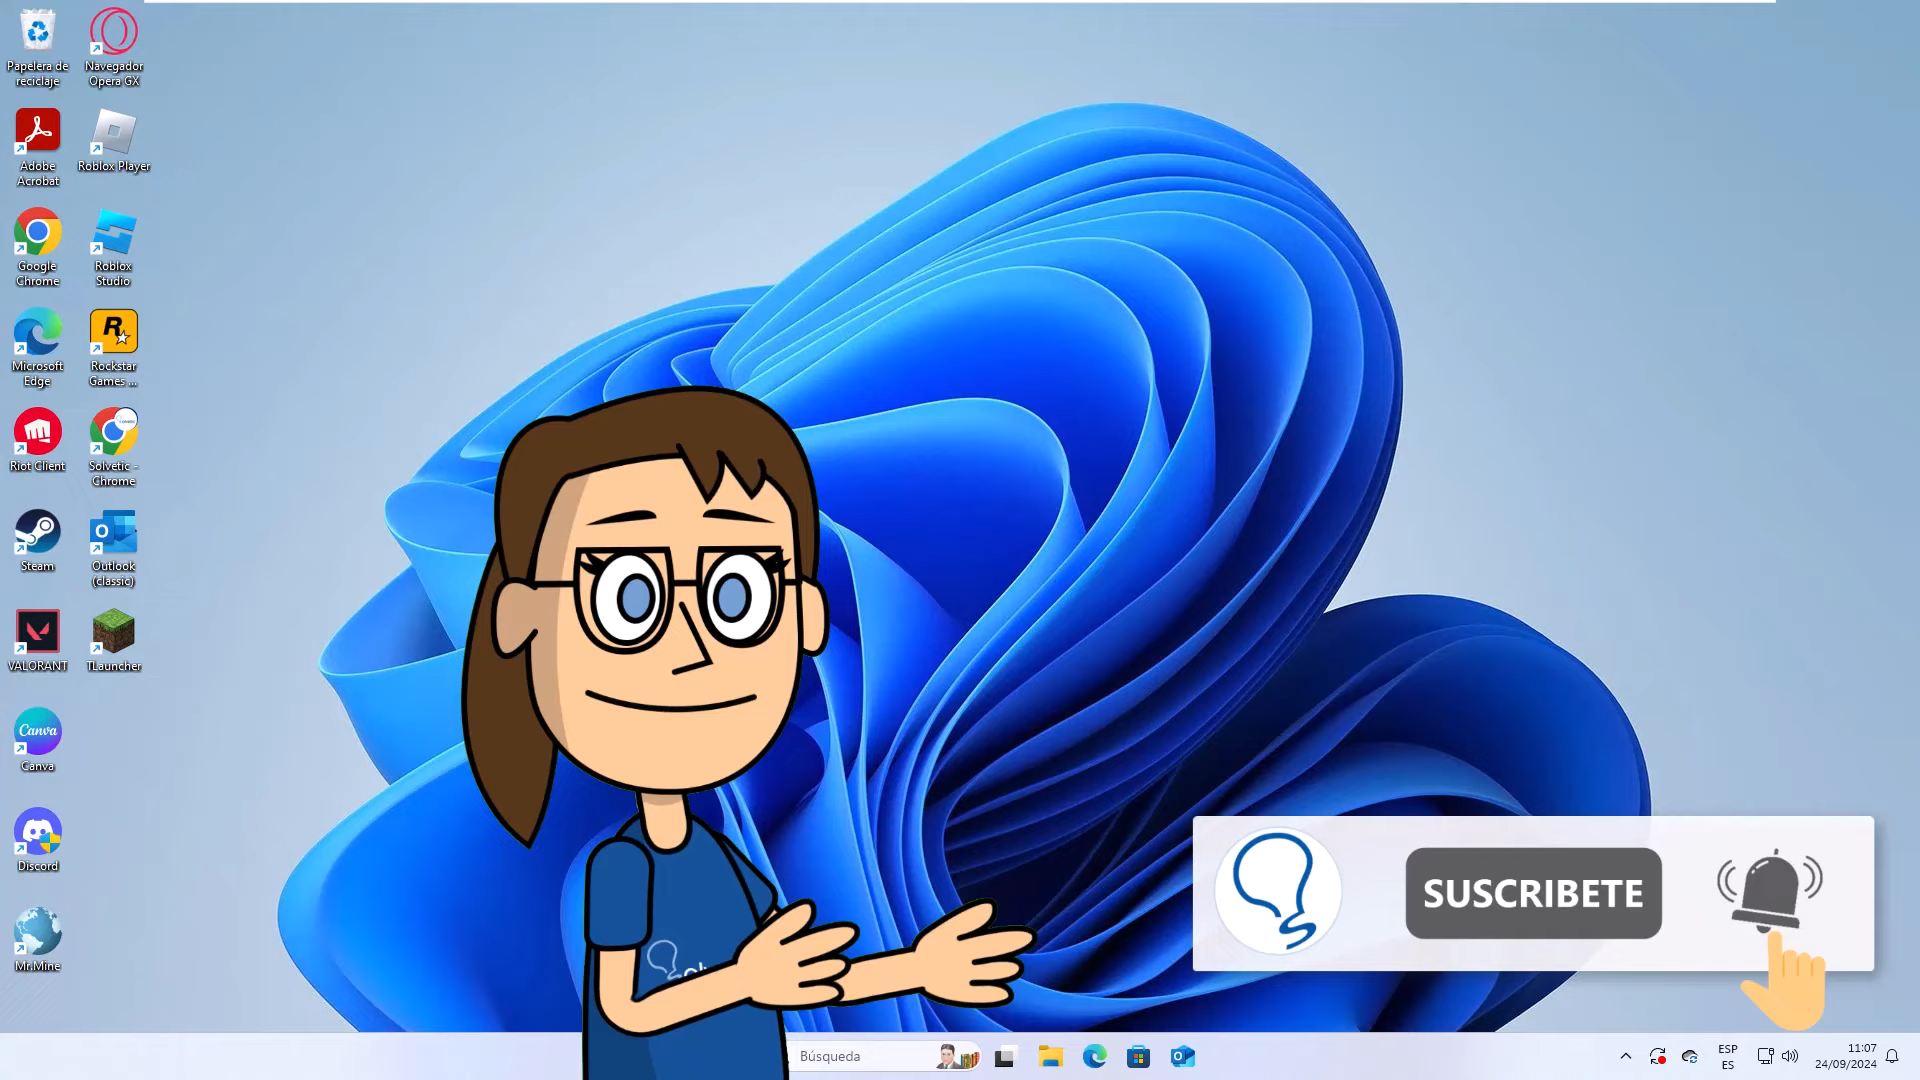 Papelera de
reciclaje
Navegador
Opera GX
Adobe
Acrobat
Roblox Player
Google
Chrome
Roblox
Studio
Microsoft
Edge
Rockstar
Games ...
Riot Client
Solvetic -
Chrome
Steam
Outlook
(classic)
VALORANT
TLauncher
Canva
Canva
Discord
Mr.Mine
SUSCRIBETE
Búsqueda
ESP
ES
11:07
24/09/2024